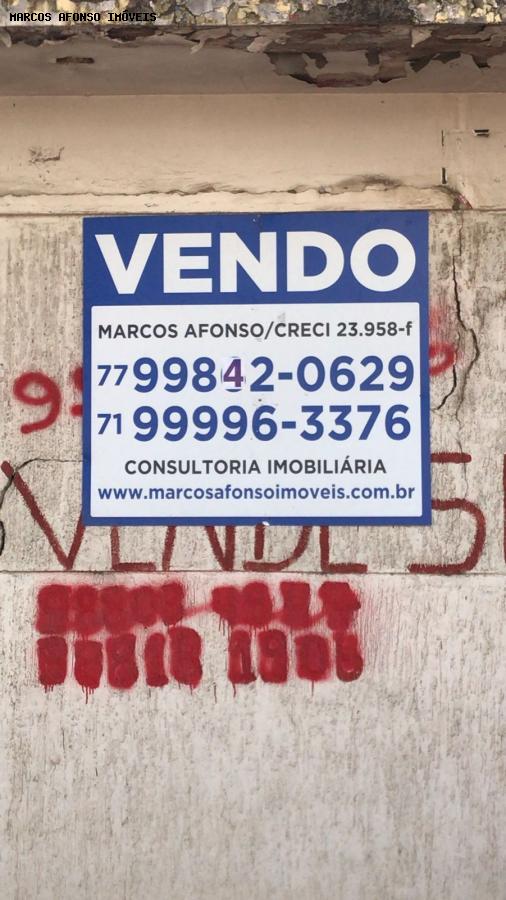 MARCOS AFONSO IMÓVEIS
VENDO
MARCOS AFONSO/CRECI 23.958-f
77 99842-0629
71 99996-3376
CONSULTORIA IMOBILIÁRIA
www.marcosafonsoimoveis.com.br
VENDE SE